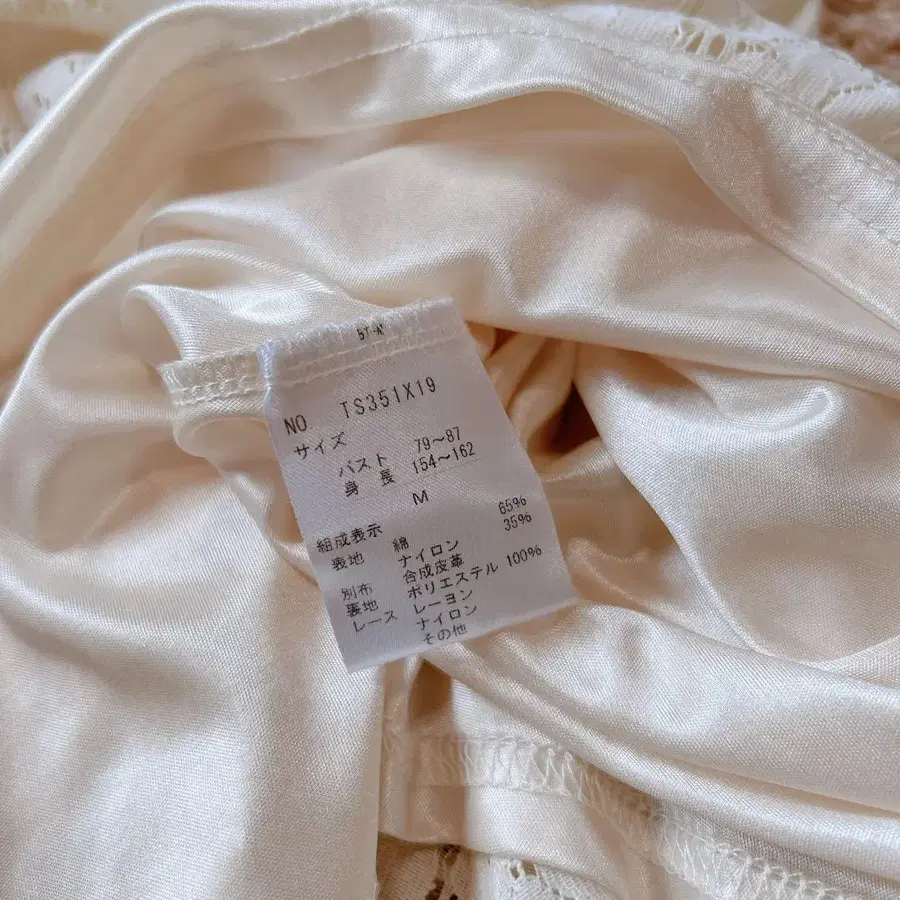 NO TS351X19
サイズ
バスト 79〜87
身長 154〜162
M
組成表示
表地 綿 65%
ナイロン 35%
別布 合成皮革
裏地 ポリエステル 100%
レース レーヨン
ナイロン
その他